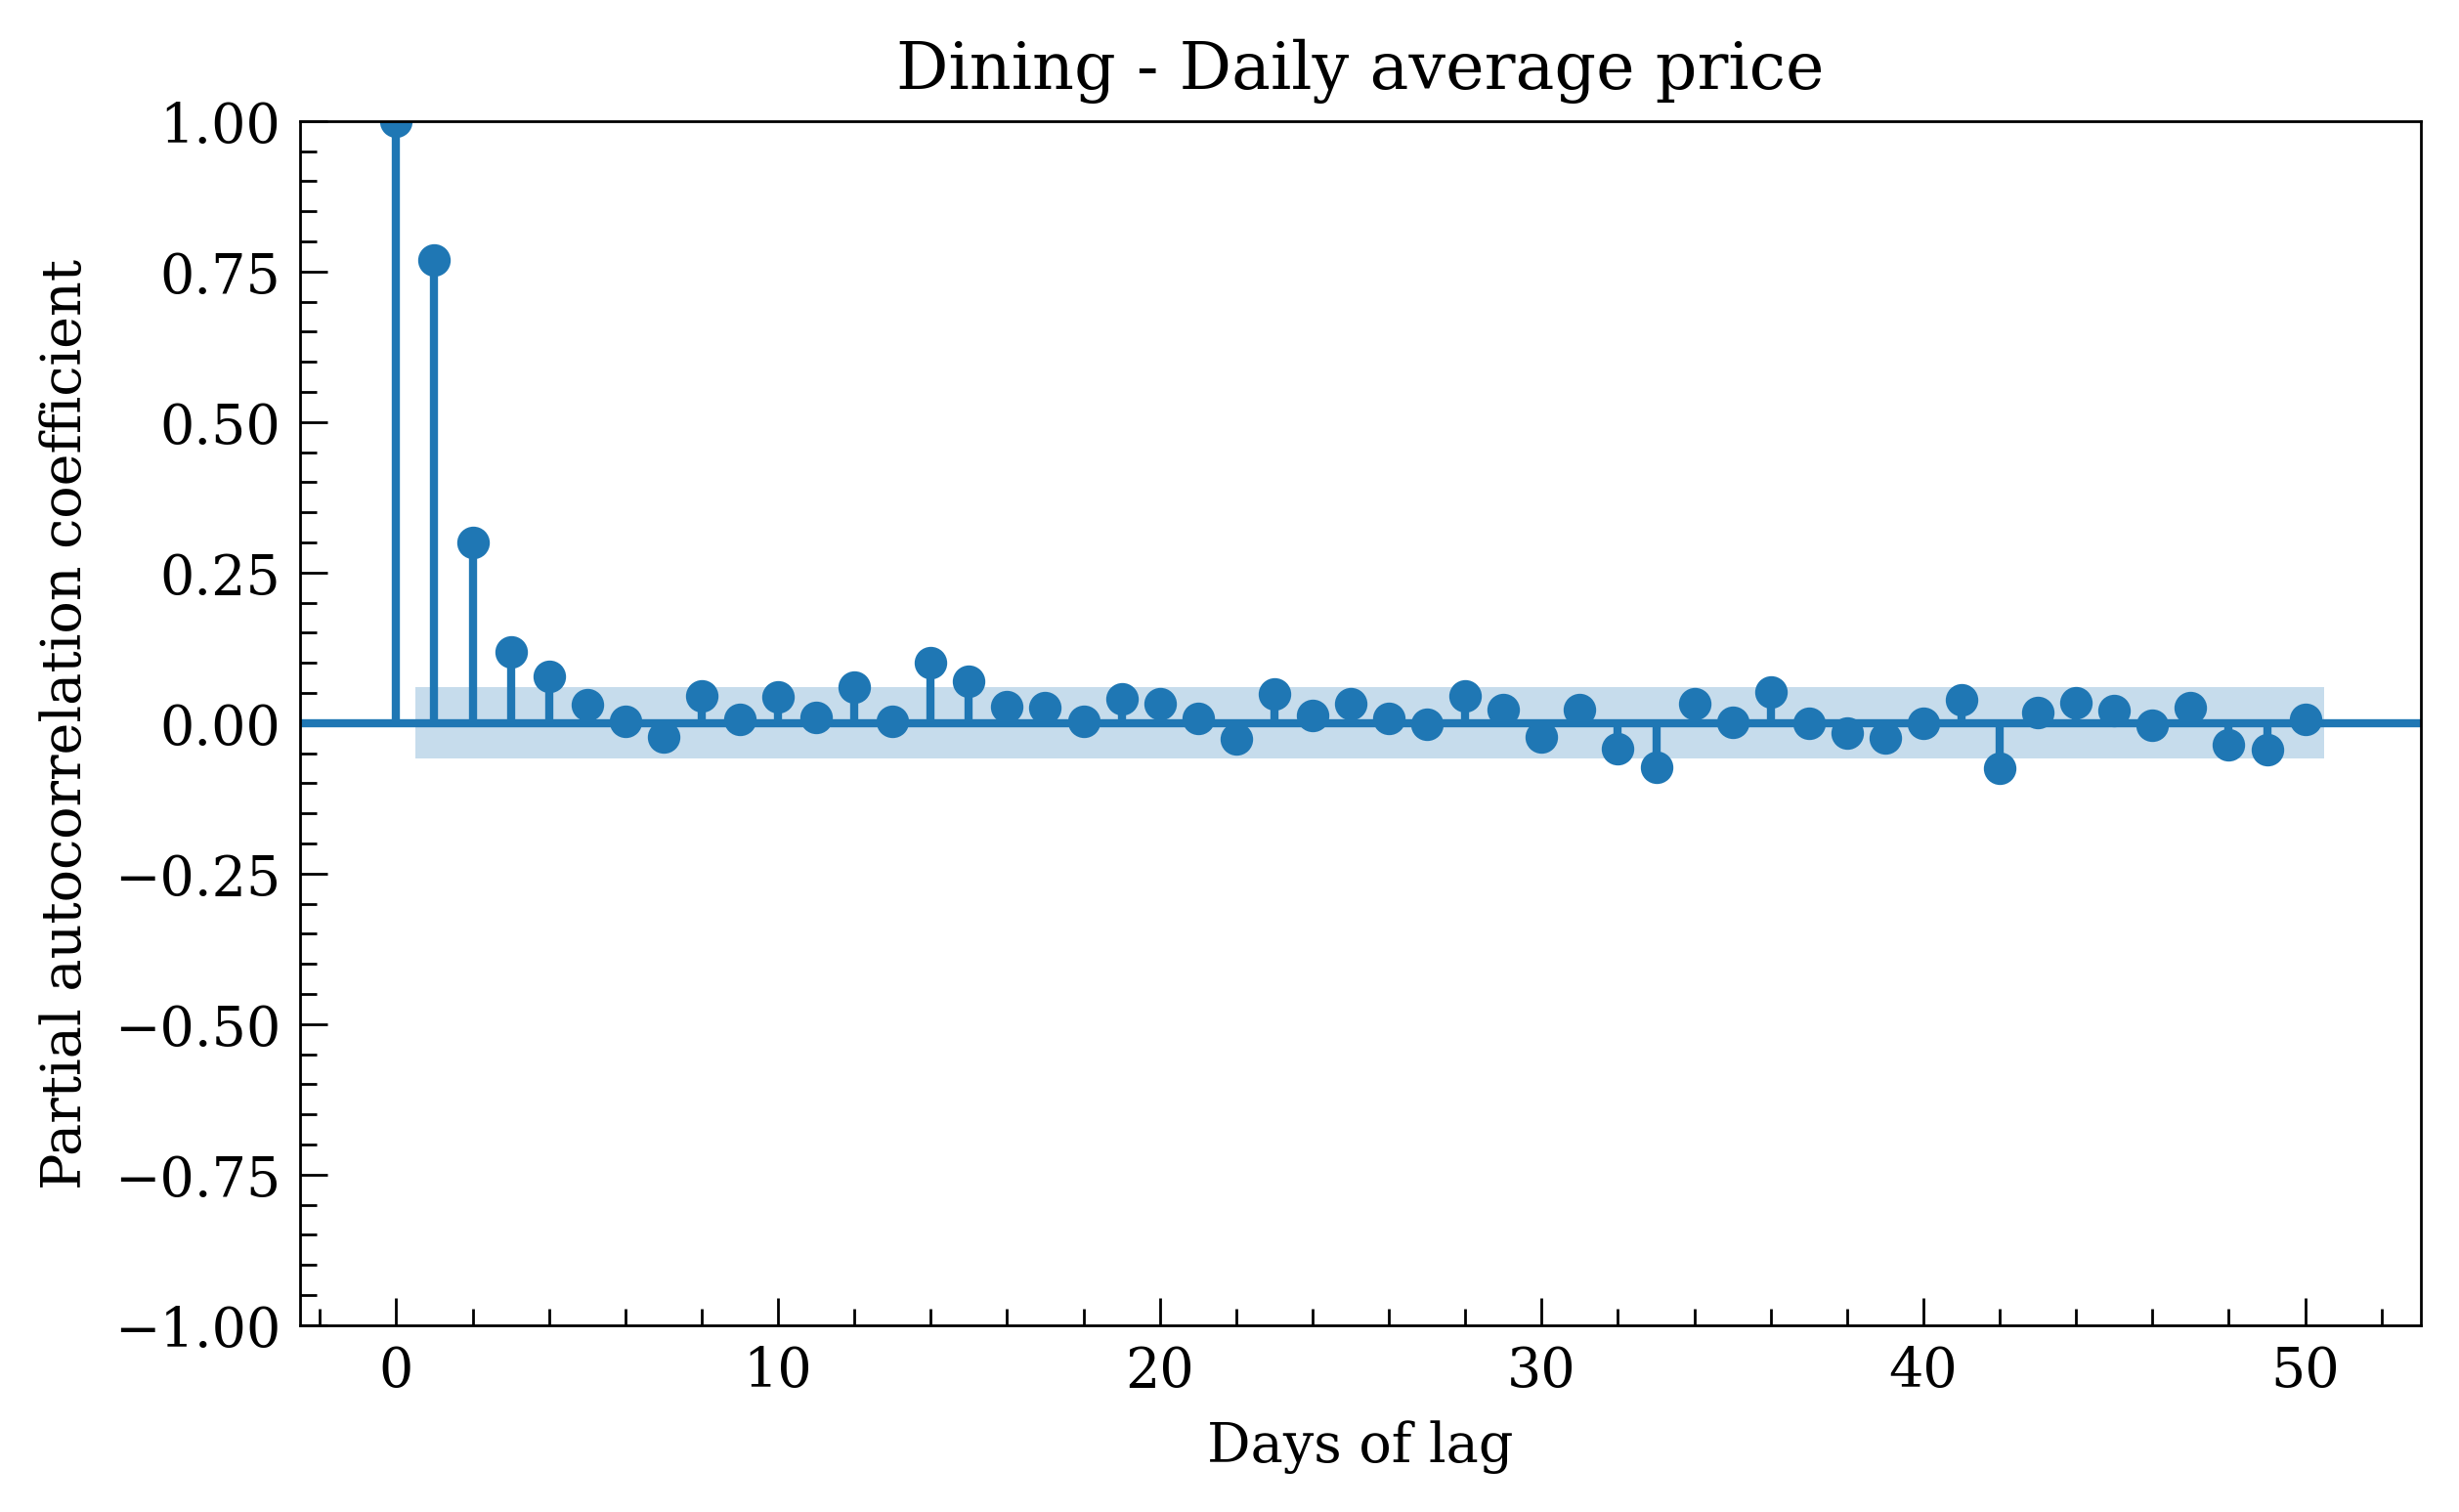 Dining - Daily average price
Partial autocorrelation coefficient
1.00
0.75
0.50
0.25
0.00
−0.25
−0.50
−0.75
−1.00
0 10 20 30 40 50
Days of lag